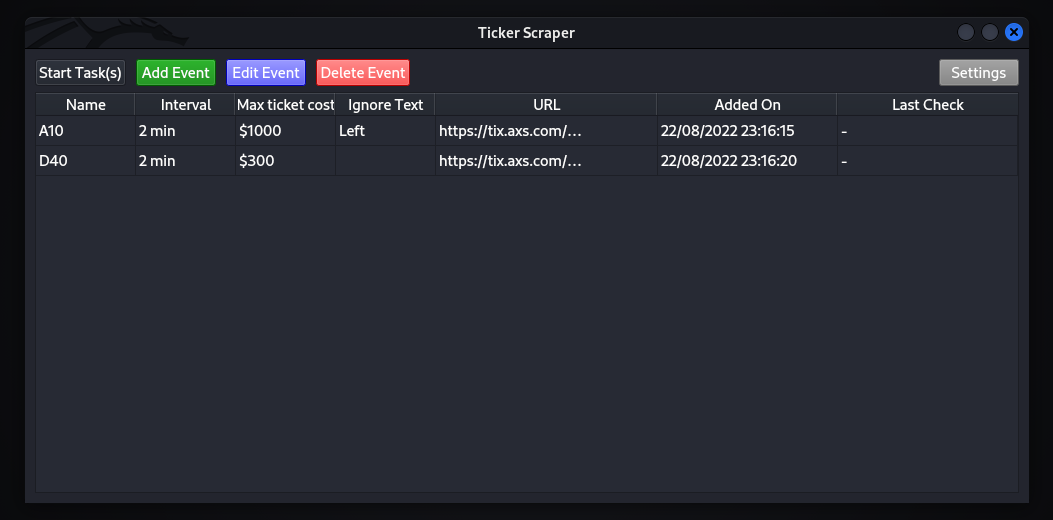 Ticker Scraper
Start Task(s) Add Event Edit Event Delete Event Settings
Name Interval Max ticket cost Ignore Text URL Added On Last Check
A10 2 min $1000 Left https://tix.axs.com/... 22/08/2022 23:16:15 -
D40 2 min $300 https://tix.axs.com/... 22/08/2022 23:16:20 -